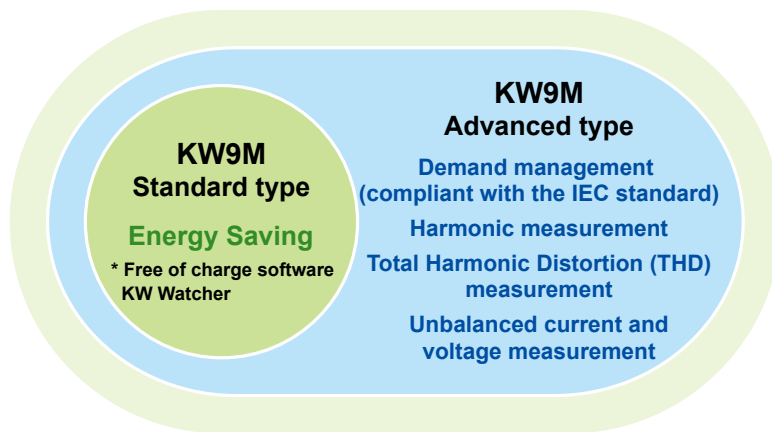 KW9M
Standard type
Energy Saving
* Free of charge software
KW Watcher
KW9M
Advanced type
Demand management
(compliant with the IEC standard)
Harmonic measurement
Total Harmonic Distortion (THD)
measurement
Unbalanced current and
voltage measurement